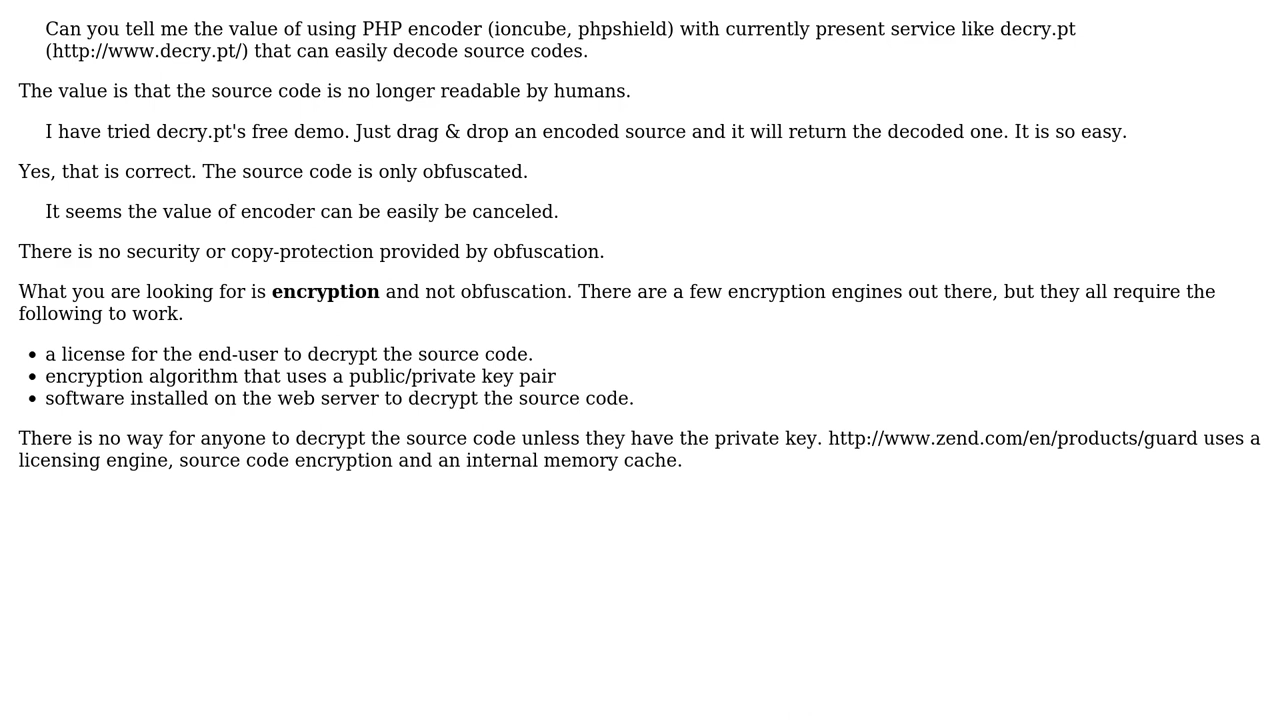 Can you tell me the value of using PHP encoder (ioncube, phpshield) with currently present service like decry.pt
(http://www.decry.pt/) that can easily decode source codes.
The value is that the source code is no longer readable by humans.
I have tried decry.pt's free demo. Just drag & drop an encoded source and it will return the decoded one. It is so easy.
Yes, that is correct. The source code is only obfuscated.
It seems the value of encoder can be easily be canceled.
There is no security or copy-protection provided by obfuscation.
What you are looking for is encryption and not obfuscation. There are a few encryption engines out there, but they all require the
following to work.
• a license for the end-user to decrypt the source code.
• encryption algorithm that uses a public/private key pair
• software installed on the web server to decrypt the source code.
There is no way for anyone to decrypt the source code unless they have the private key. http://www.zend.com/en/products/guard uses a
licensing engine, source code encryption and an internal memory cache.